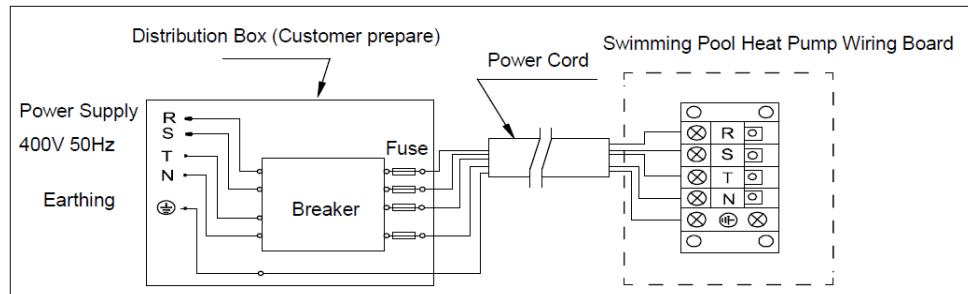 Distribution Box (Customer prepare)
Swimming Pool Heat Pump Wiring Board
Power Cord
Power Supply
400V 50Hz
Earthing
R
S
T
N
Breaker
Fuse
R
S
T
N